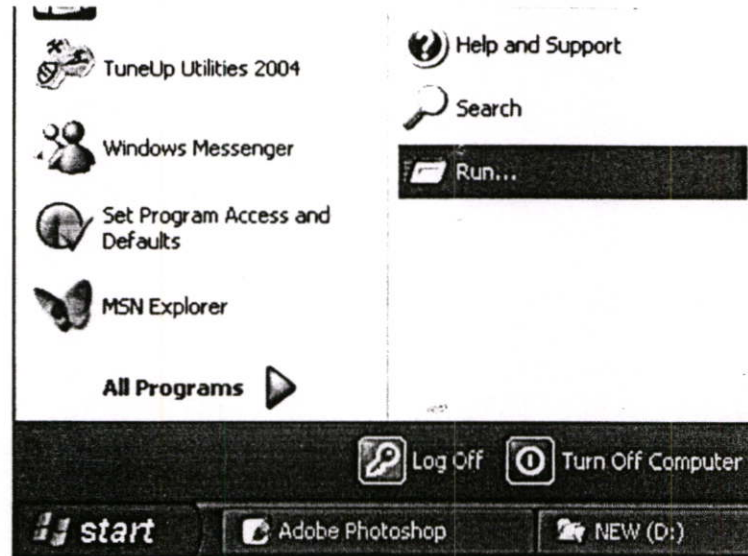 TuneUp Utilities 2004
Windows Messenger
Set Program Access and
Defaults
MSN Explorer
All Programs
Help and Support
Search
Run...
Log Off
Turn Off Computer
start
Adobe Photoshop
NEW (D:)